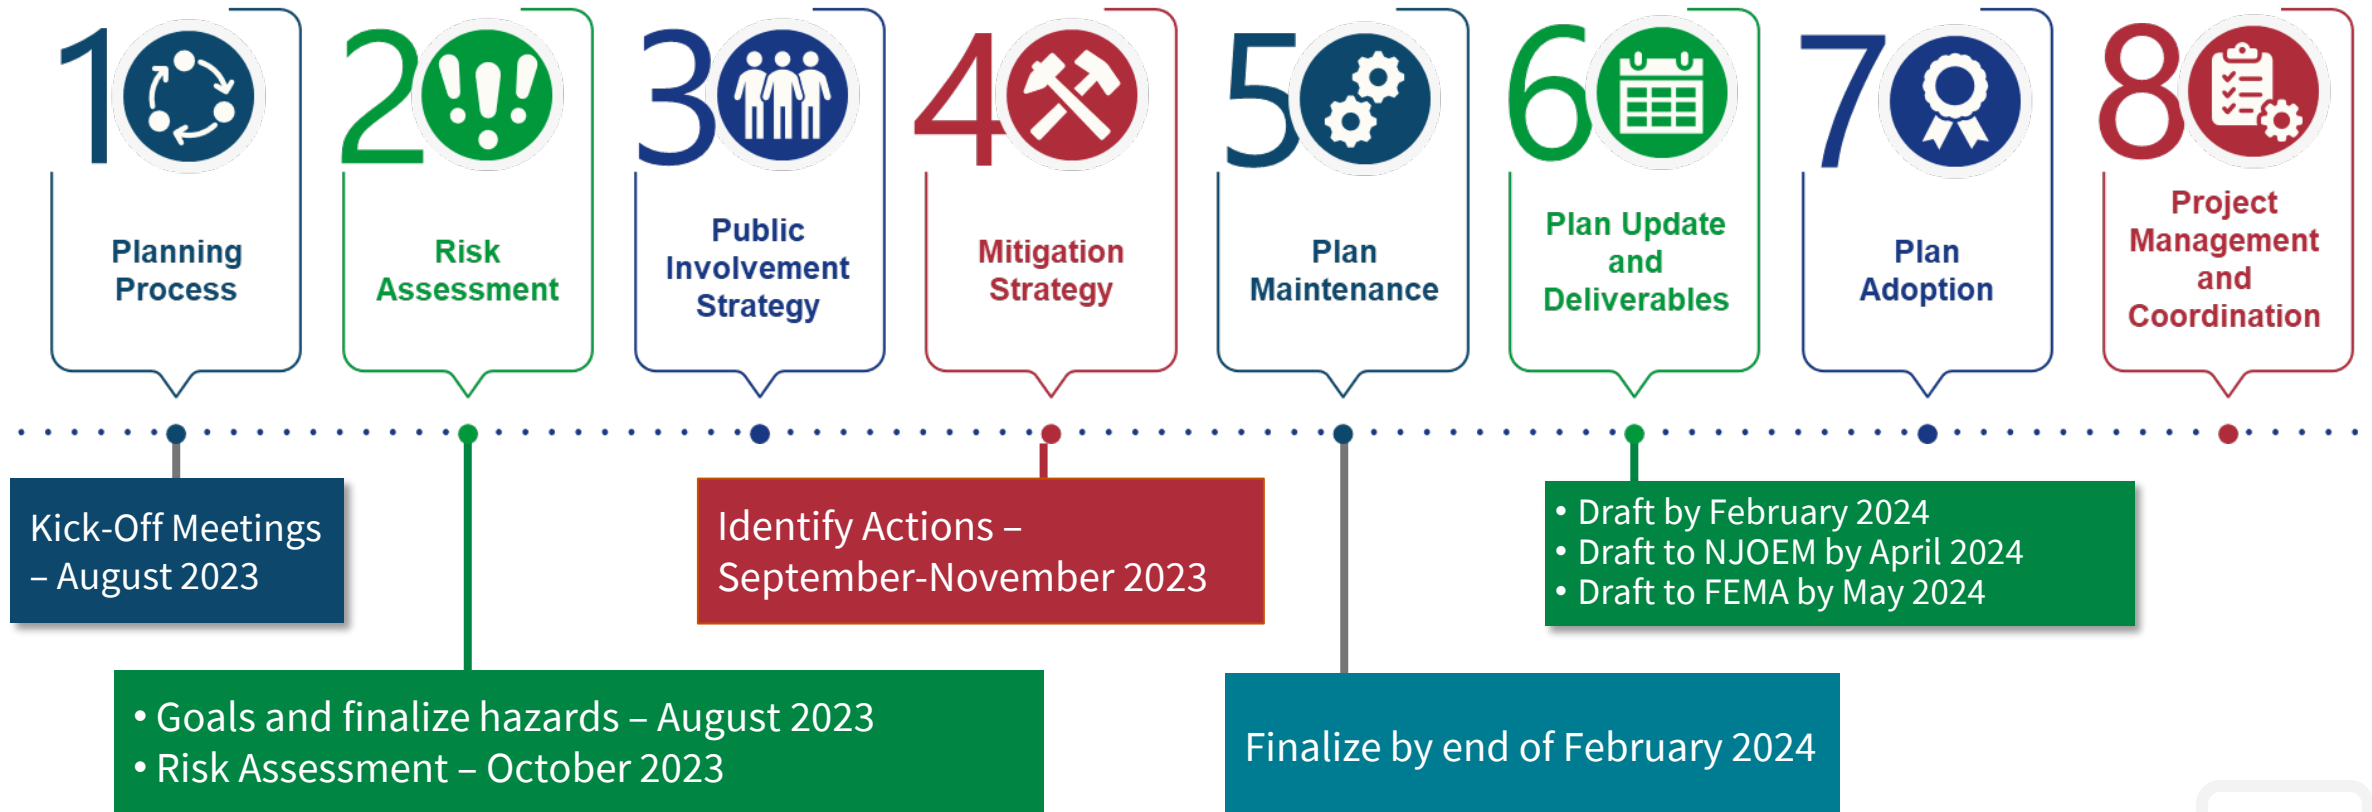 1
Planning
Process
2
Risk
Assessment
3
Public
Involvement
Strategy
4
Mitigation
Strategy
5
Plan
Maintenance
6
Plan Update
and
Deliverables
7
Plan
Adoption
8
Project
Management
and
Coordination
Kick-Off Meetings
– August 2023
Identify Actions –
September-November 2023
• Draft by February 2024
• Draft to NJOEM by April 2024
• Draft to FEMA by May 2024
• Goals and finalize hazards – August 2023
• Risk Assessment – October 2023
Finalize by end of February 2024